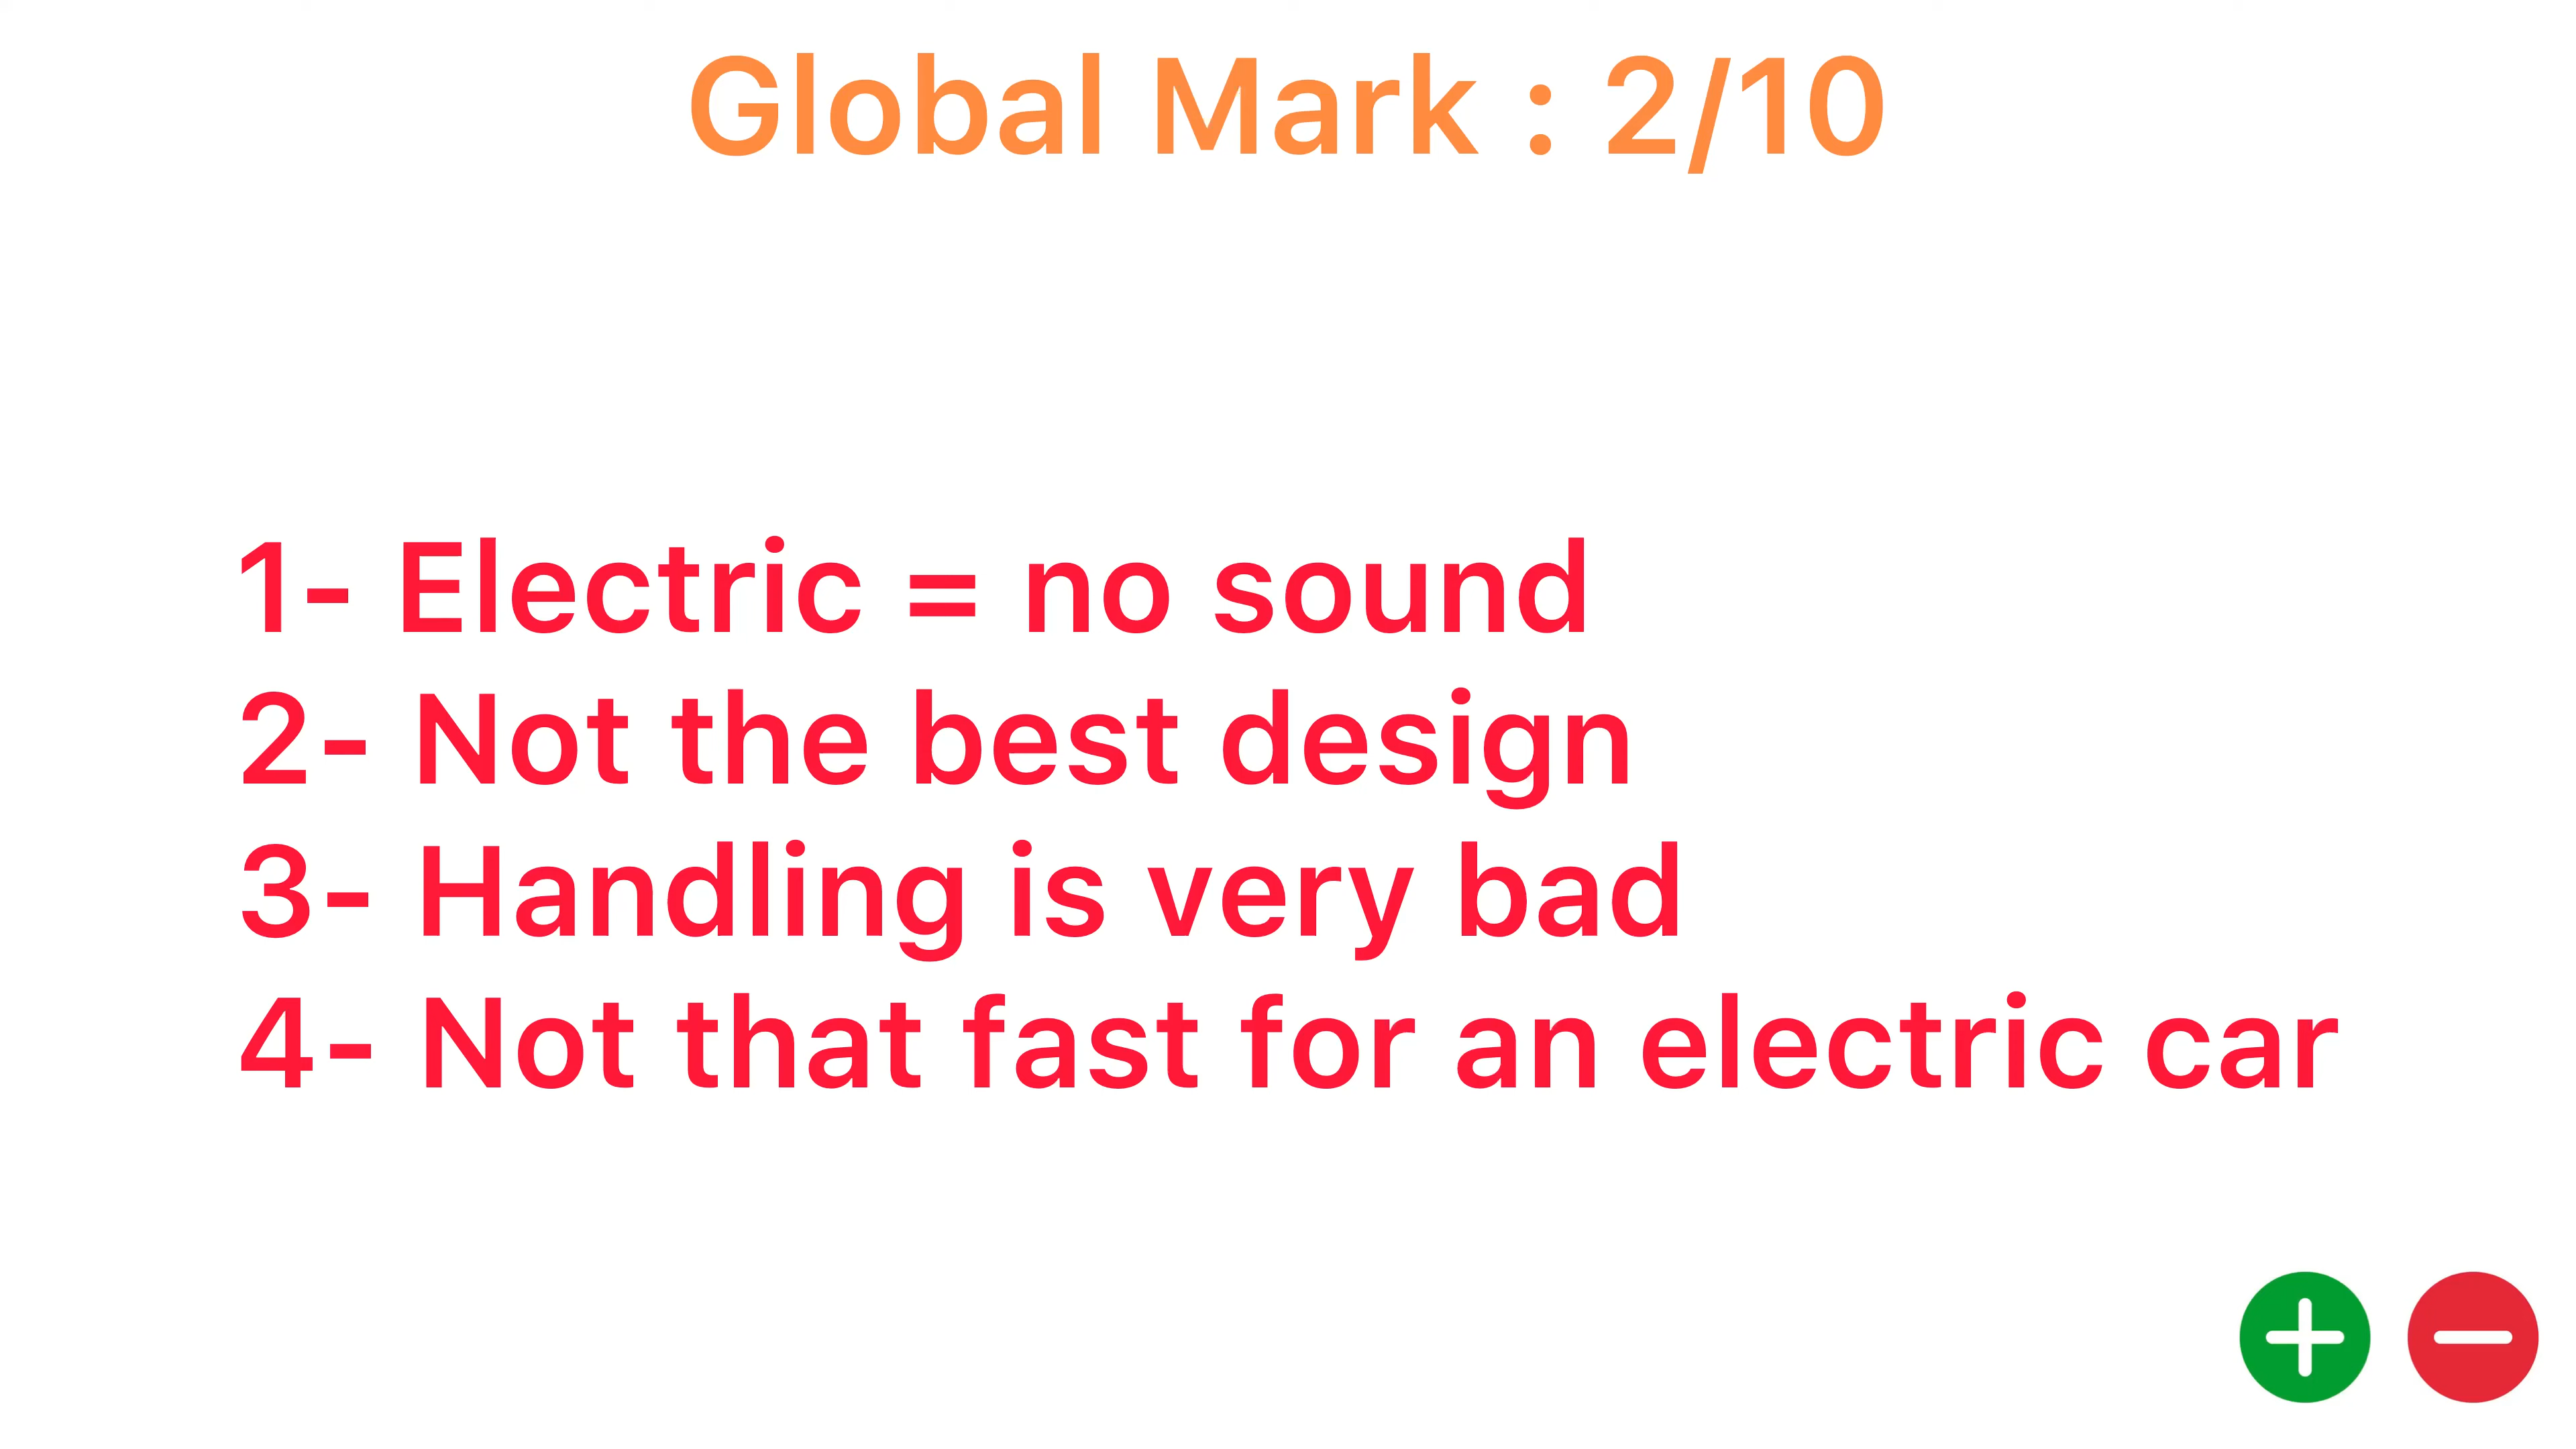 Global Mark : 2/10
1- Electric = no sound
2- Not the best design
3- Handling is very bad
4- Not that fast for an electric car